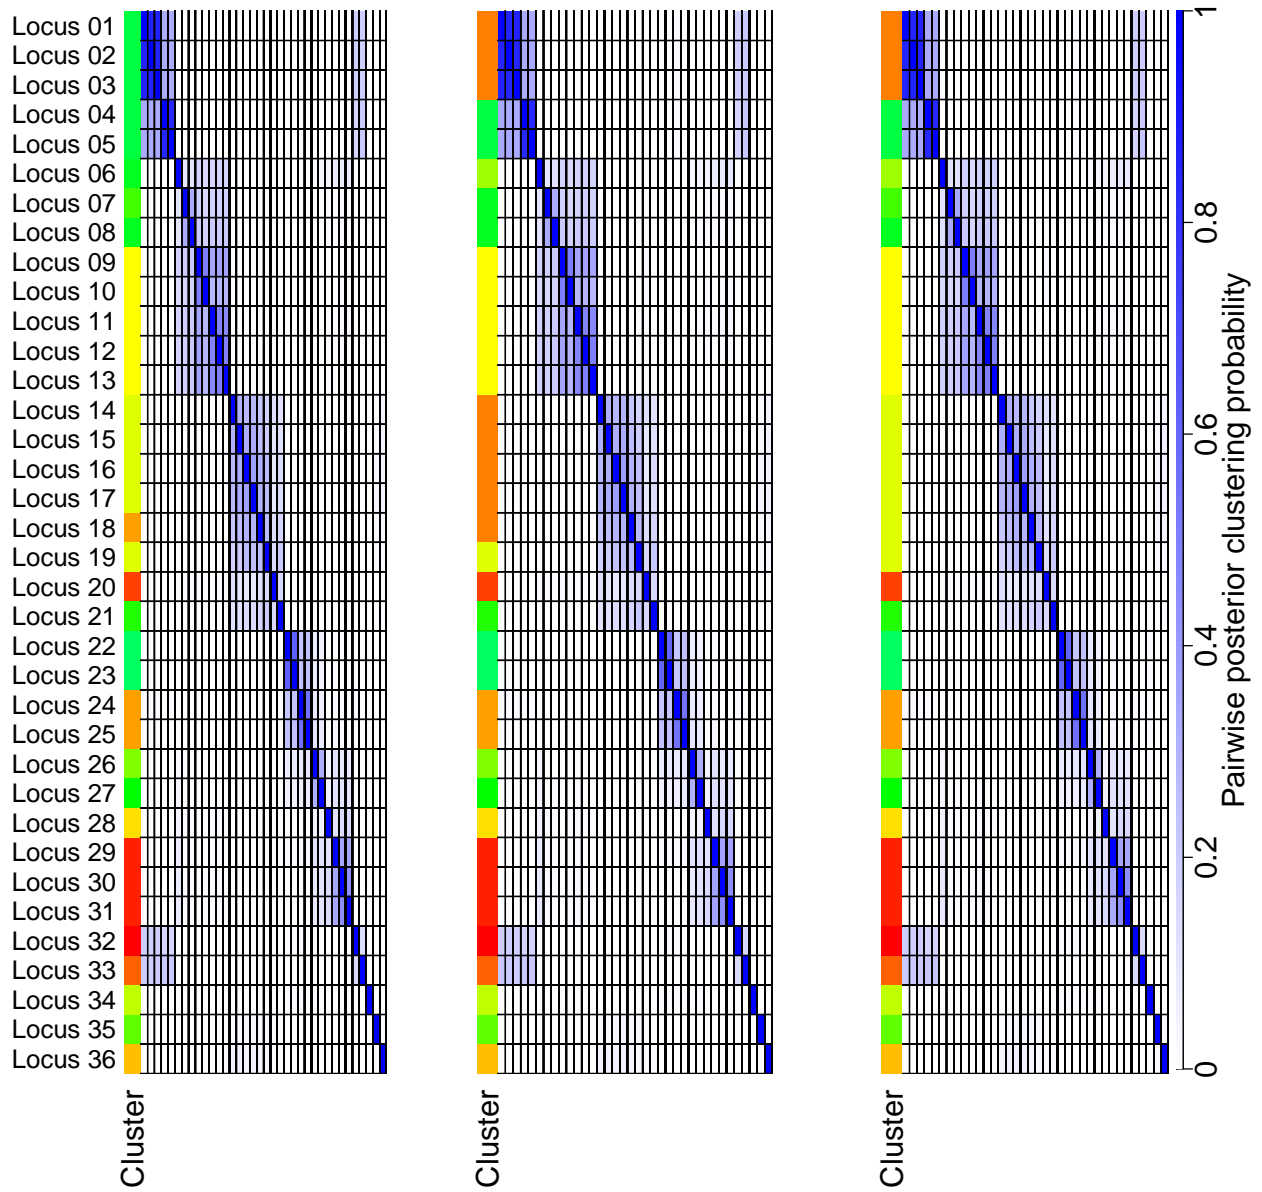 Locus 01
Locus 02
Locus 03
Locus 04
Locus 05
Locus 06
Locus 07
Locus 08
Locus 09
Locus 10
Locus 11
Locus 12
Locus 13
Locus 14
Locus 15
Locus 16
Locus 17
Locus 18
Locus 19
Locus 20
Locus 21
Locus 22
Locus 23
Locus 24
Locus 25
Locus 26
Locus 27
Locus 28
Locus 29
Locus 30
Locus 31
Locus 32
Locus 33
Locus 34
Locus 35
Locus 36
Cluster
Cluster
Cluster
0
0.2
0.4
0.6
0.8
1
Pairwise posterior clustering probability